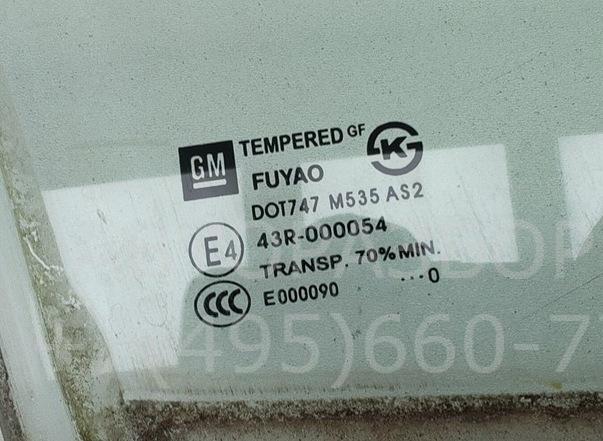 GM TEMPERED GF KS
FUYAO
DOT747 M535 AS2
E4 43R-000054
TRANSP. 70% MIN.
CCC E000090 ...0
(495)660-7